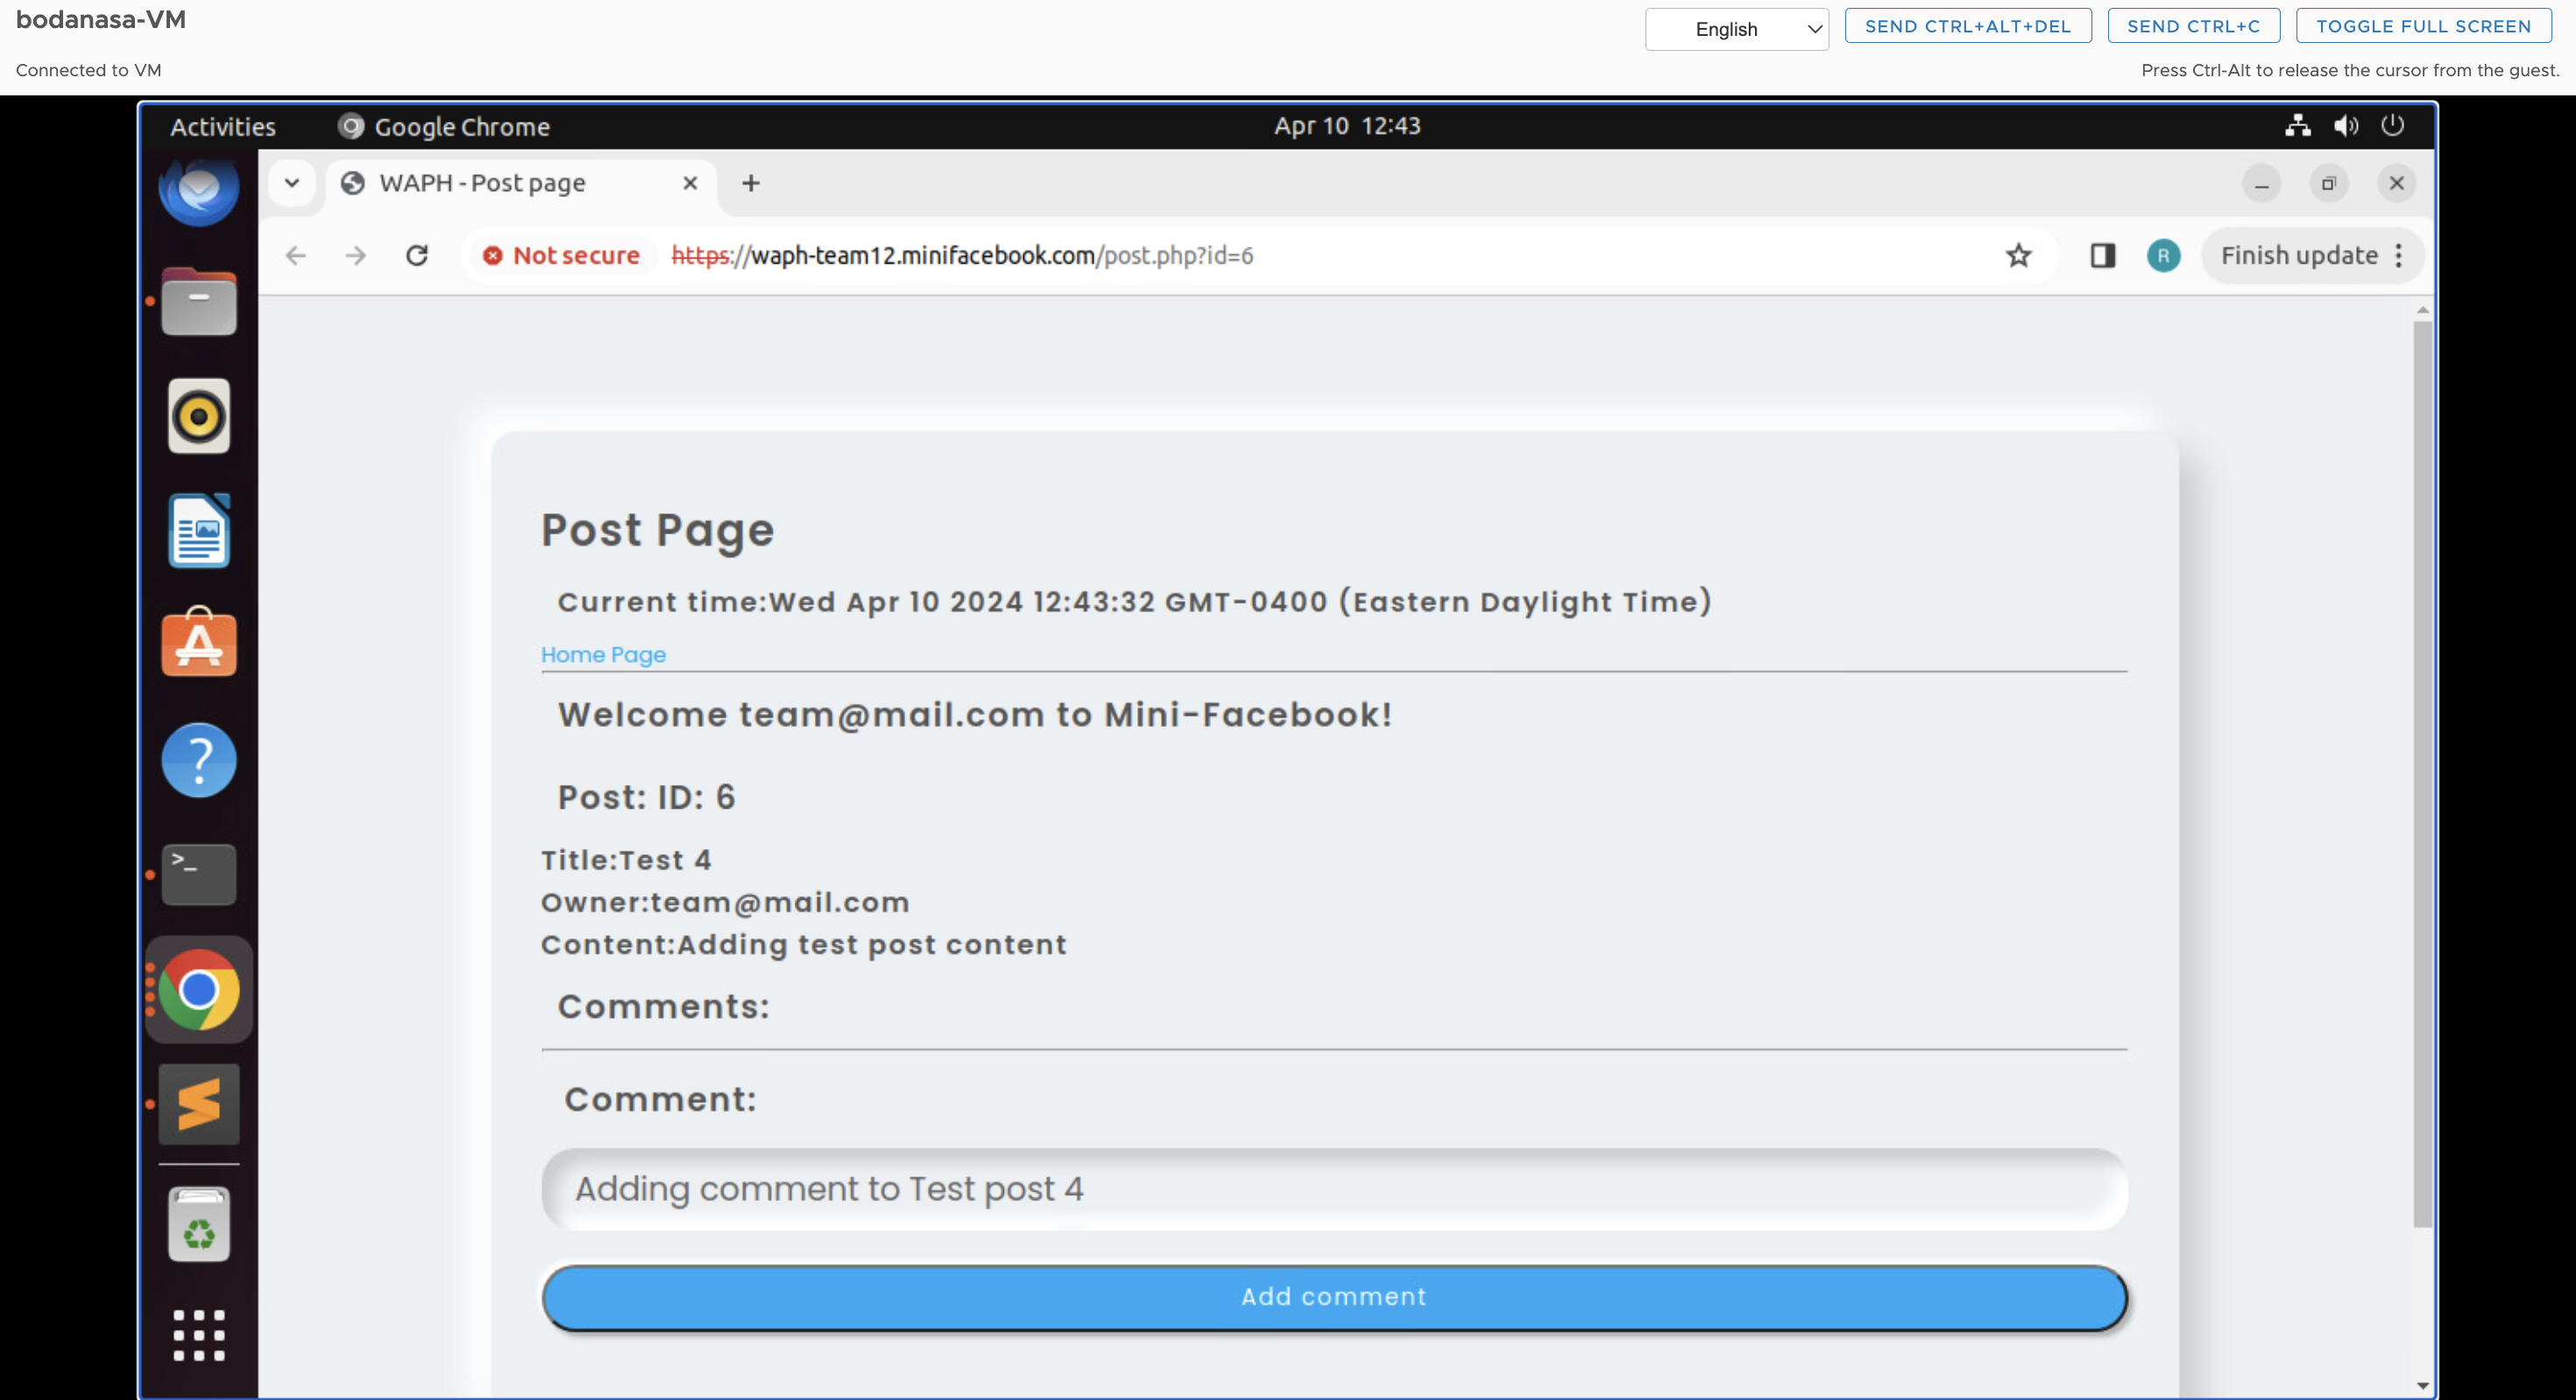 bodanasa-VM
English
SEND CTRL+ALT+DEL
SEND CTRL+C
TOGGLE FULL SCREEN
Connected to VM
Press Ctrl-Alt to release the cursor from the guest.
Activities
Google Chrome
Apr 10 12:43
WAPH - Post page
Not secure
https://waph-team12.minifacebook.com/post.php?id=6
R
Finish update
Post Page
Current time:Wed Apr 10 2024 12:43:32 GMT-0400 (Eastern Daylight Time)
Home Page
Welcome team@mail.com to Mini-Facebook!
Post: ID: 6
Title:Test 4
Owner:team@mail.com
Content:Adding test post content
Comments:
Comment:
Adding comment to Test post 4
Add comment